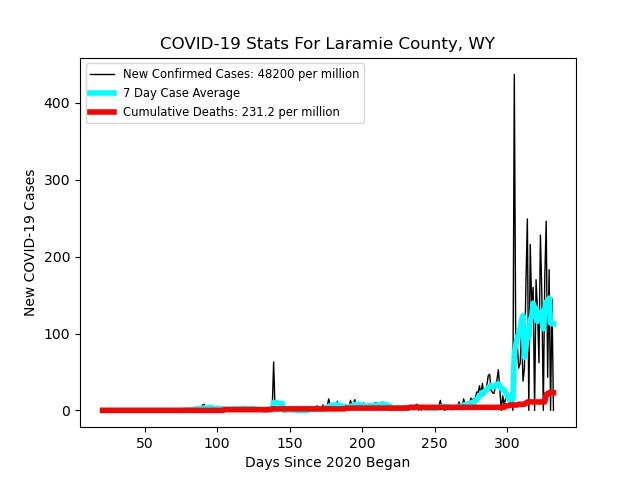 COVID-19 Stats For Laramie County, WY
New Confirmed Cases: 48200 per million
7 Day Case Average
Cumulative Deaths: 231.2 per million
New COVID-19 Cases
400
300
200
100
0
50 100 150 200 250 300
Days Since 2020 Began